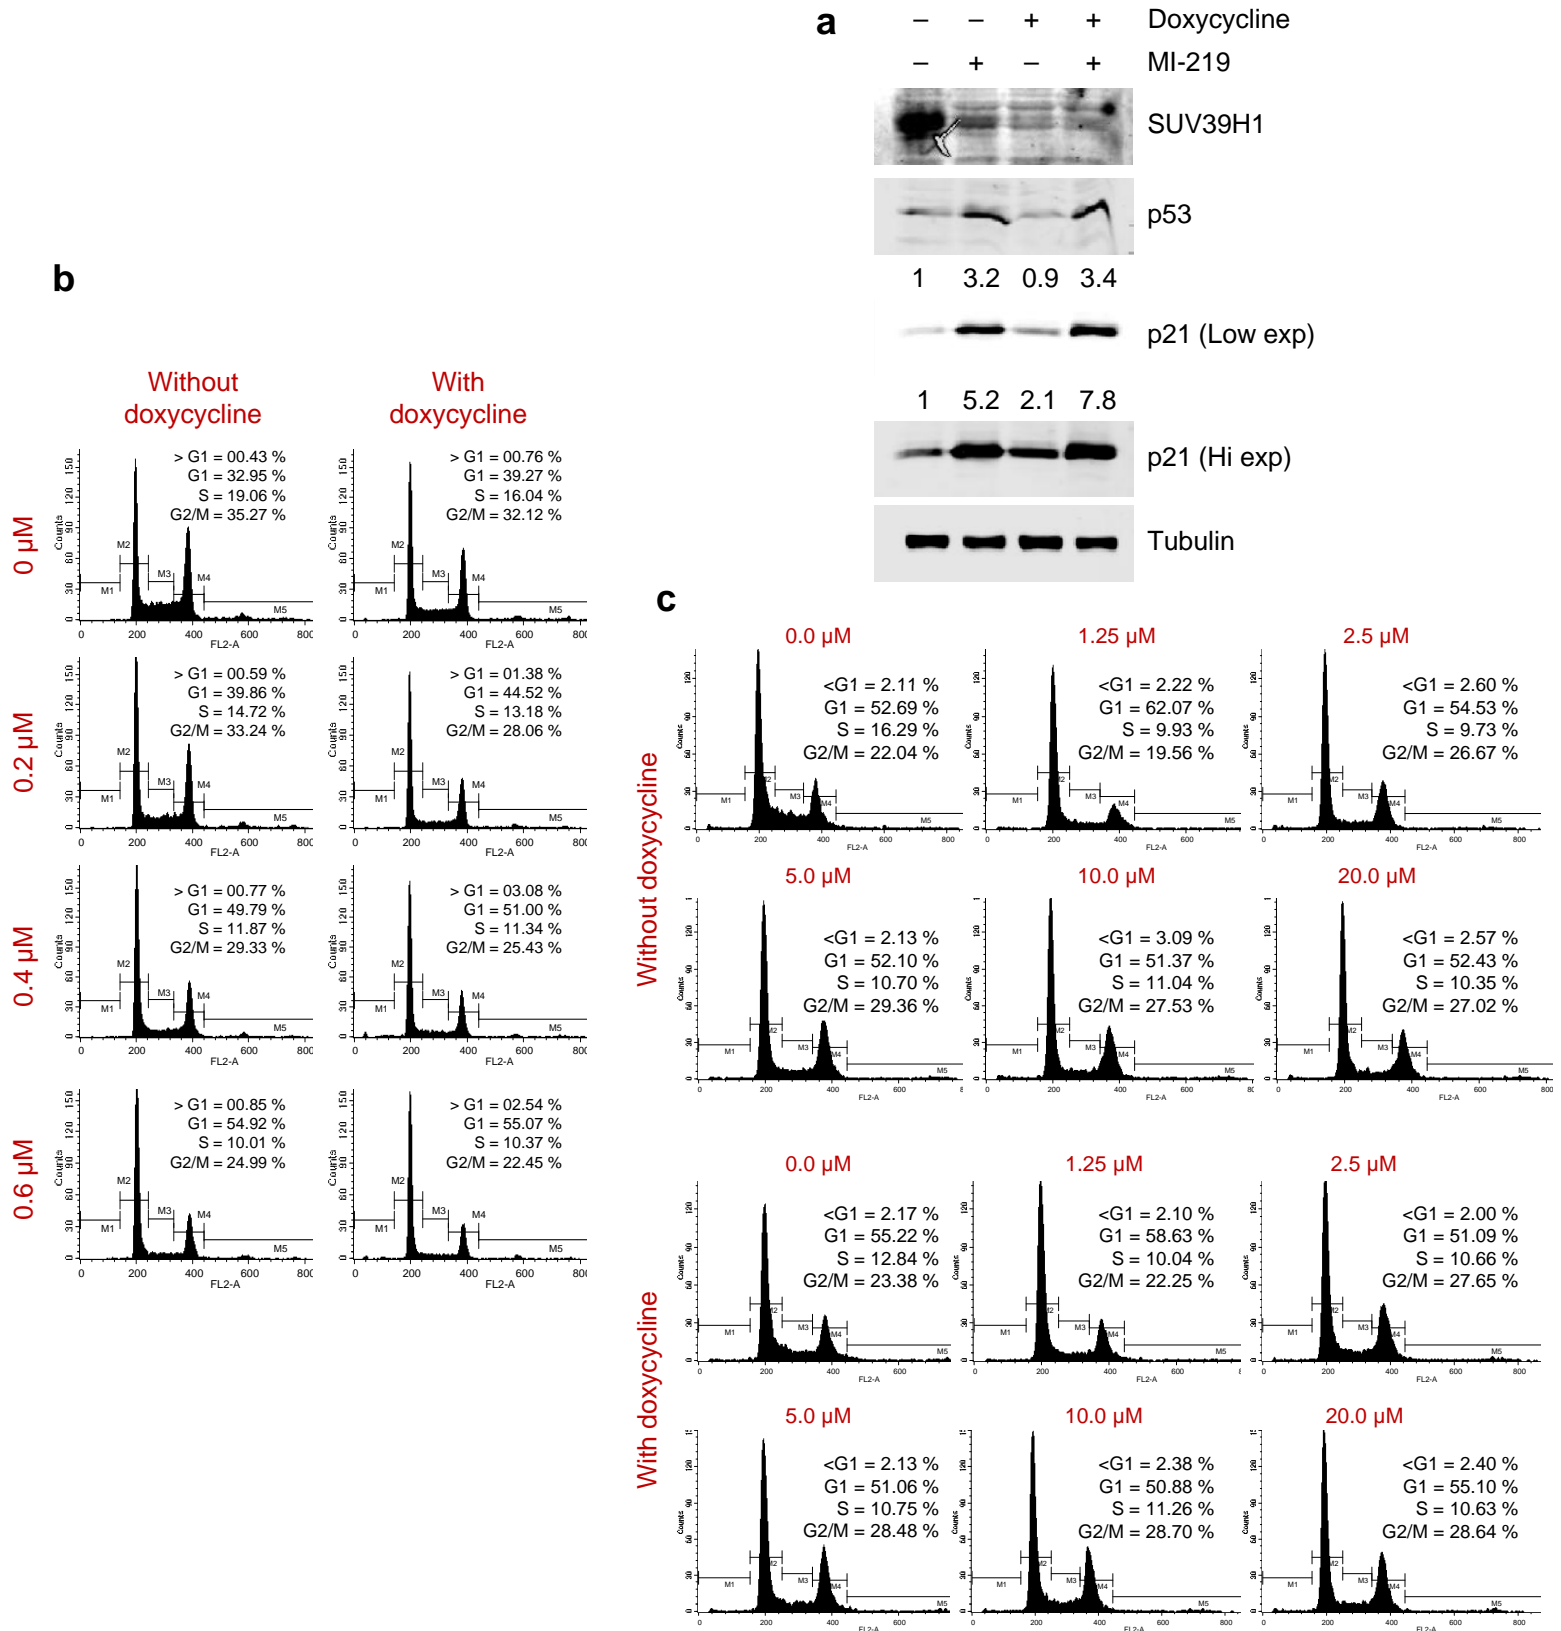 a
– – + + Doxycycline
– + – + MI-219
SUV39H1
p53
1 3.2 0.9 3.4
p21 (Low exp)
1 5.2 2.1 7.8
p21 (Hi exp)
Tubulin
b
Without
doxycycline
With
doxycycline
0 µM
> G1 = 00.43 %
G1 = 32.95 %
S = 19.06 %
G2/M = 35.27 %
> G1 = 00.76 %
G1 = 39.27 %
S = 16.04 %
G2/M = 32.12 %
0.2 µM
> G1 = 00.59 %
G1 = 39.86 %
S = 14.72 %
G2/M = 33.24 %
> G1 = 01.38 %
G1 = 44.52 %
S = 13.18 %
G2/M = 28.06 %
0.4 µM
> G1 = 00.77 %
G1 = 49.79 %
S = 11.87 %
G2/M = 29.33 %
> G1 = 03.08 %
G1 = 51.00 %
S = 11.34 %
G2/M = 25.43 %
0.6 µM
> G1 = 00.85 %
G1 = 54.92 %
S = 10.01 %
G2/M = 24.99 %
> G1 = 02.54 %
G1 = 55.07 %
S = 10.37 %
G2/M = 22.45 %
Counts
M1 M2 M3 M4 M5
0 200 400 600 800
FL2-A
c
Without doxycycline
0.0 µM
<G1 = 2.11 %
G1 = 52.69 %
S = 16.29 %
G2/M = 22.04 %
1.25 µM
<G1 = 2.22 %
G1 = 62.07 %
S = 9.93 %
G2/M = 19.56 %
2.5 µM
<G1 = 2.60 %
G1 = 54.53 %
S = 9.73 %
G2/M = 26.67 %
5.0 µM
<G1 = 2.13 %
G1 = 52.10 %
S = 10.70 %
G2/M = 29.36 %
10.0 µM
<G1 = 3.09 %
G1 = 51.37 %
S = 11.04 %
G2/M = 27.53 %
20.0 µM
<G1 = 2.57 %
G1 = 52.43 %
S = 10.35 %
G2/M = 27.02 %
With doxycycline
0.0 µM
<G1 = 2.17 %
G1 = 55.22 %
S = 12.84 %
G2/M = 23.38 %
1.25 µM
<G1 = 2.10 %
G1 = 58.63 %
S = 10.04 %
G2/M = 22.25 %
2.5 µM
<G1 = 2.00 %
G1 = 51.09 %
S = 10.66 %
G2/M = 27.65 %
5.0 µM
<G1 = 2.13 %
G1 = 51.06 %
S = 10.75 %
G2/M = 28.48 %
10.0 µM
<G1 = 2.38 %
G1 = 50.88 %
S = 11.26 %
G2/M = 28.70 %
20.0 µM
<G1 = 2.40 %
G1 = 55.10 %
S = 10.63 %
G2/M = 28.64 %